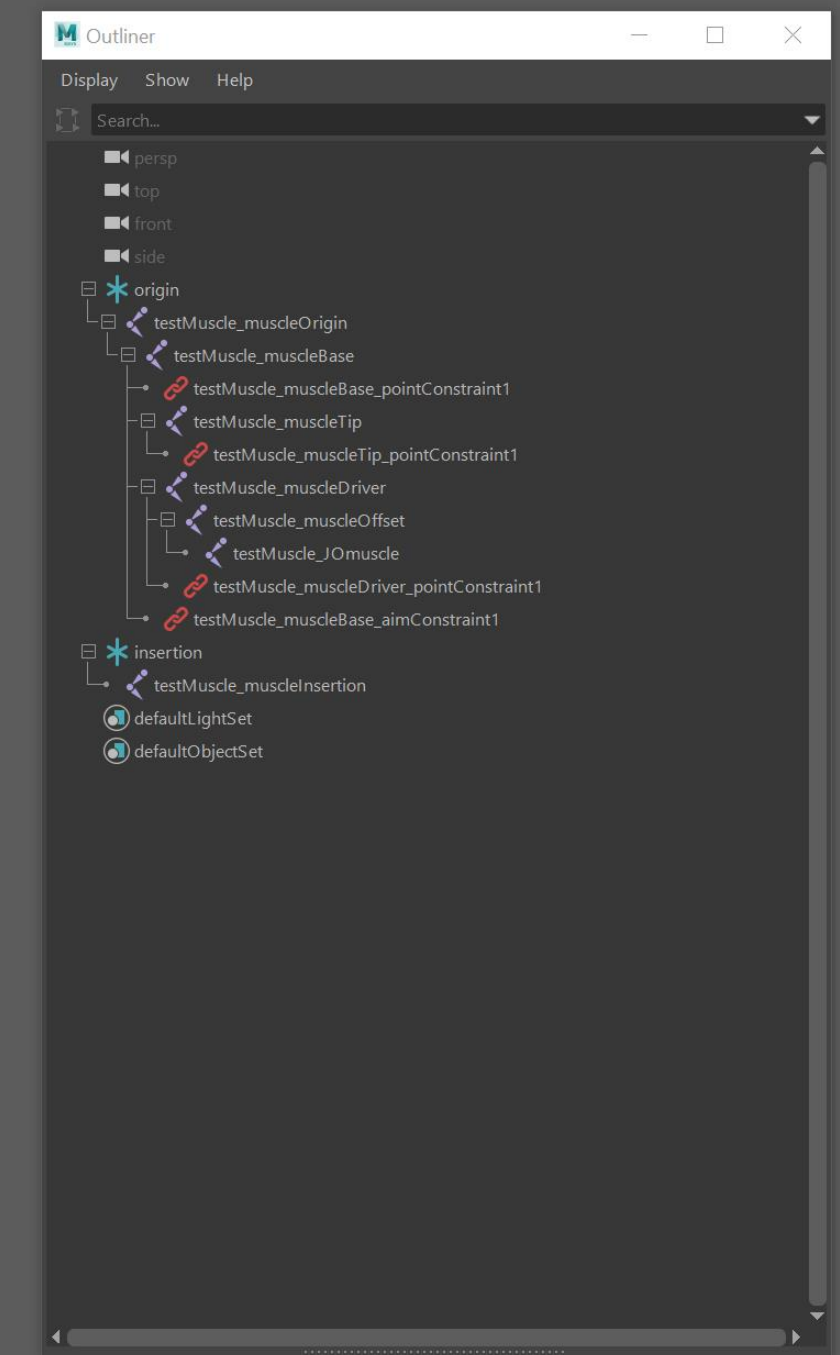 Outliner
Display Show Help
Search...
persp
top
front
side
origin
testMuscle_muscleOrigin
testMuscle_muscleBase
testMuscle_muscleBase_pointConstraint1
testMuscle_muscleTip
testMuscle_muscleTip_pointConstraint1
testMuscle_muscleDriver
testMuscle_muscleOffset
testMuscle_JOmuscle
testMuscle_muscleDriver_pointConstraint1
testMuscle_muscleBase_aimConstraint1
insertion
testMuscle_muscleInsertion
defaultLightSet
defaultObjectSet